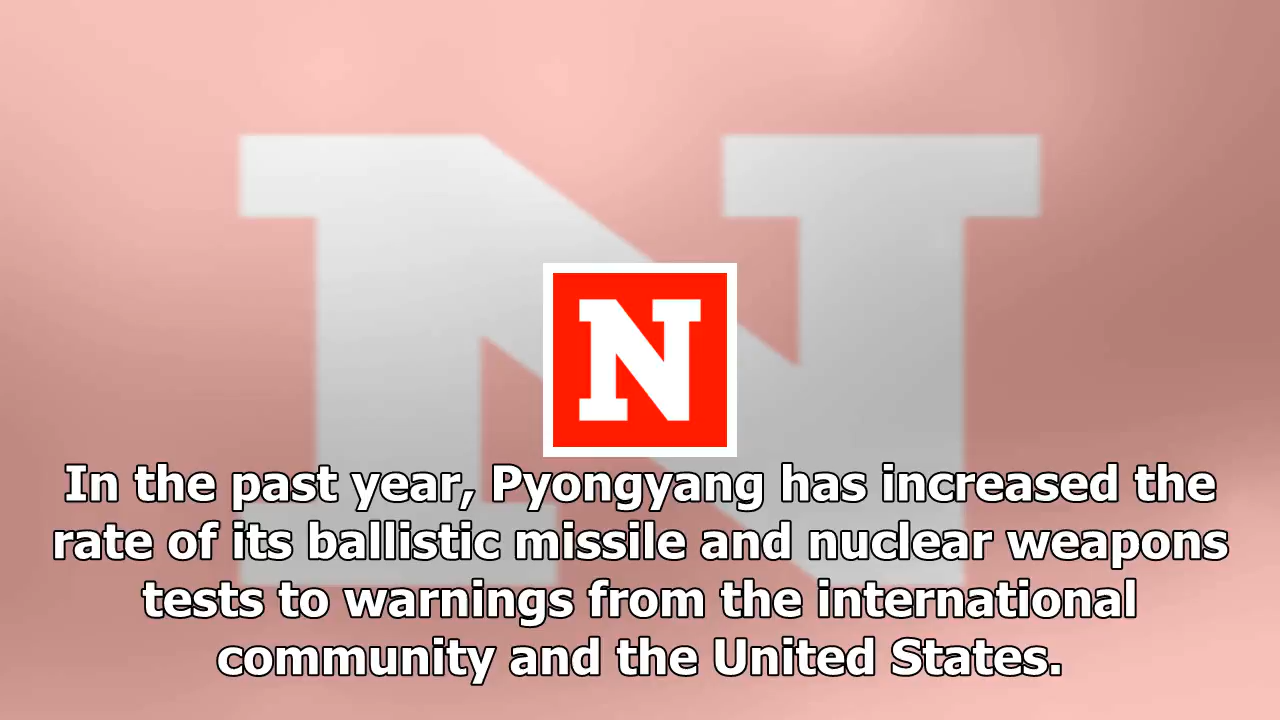 N
In the past year, Pyongyang has increased the
rate of its ballistic missile and nuclear weapons
tests to warnings from the international
community and the United States.